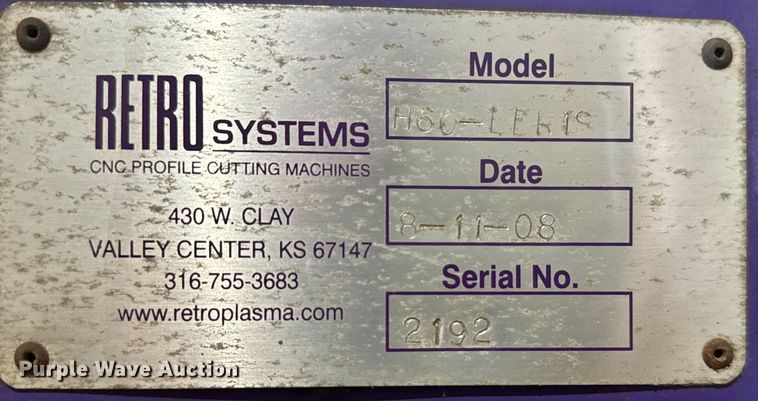 RETRO SYSTEMS
CNC PROFILE CUTTING MACHINES
430 W. CLAY
VALLEY CENTER, KS 67147
316-755-3683
www.retroplasma.com
Model
Date
8-11-08
Serial No.
2192
Purple Wave Auction